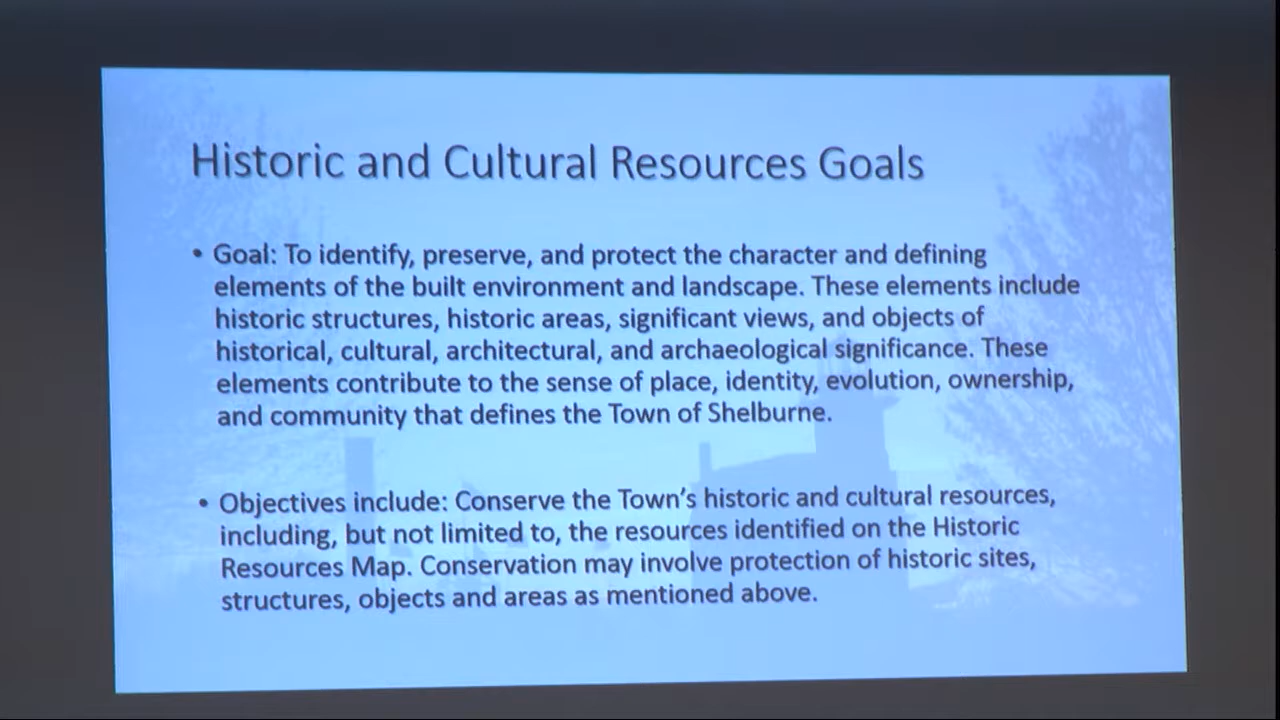 Historic and Cultural Resources Goals
• Goal: To identify, preserve, and protect the character and defining
elements of the built environment and landscape. These elements include
historic structures, historic areas, significant views, and objects of
historical, cultural, architectural, and archaeological significance. These
elements contribute to the sense of place, identity, evolution, ownership,
and community that defines the Town of Shelburne.
• Objectives include: Conserve the Town's historic and cultural resources,
including, but not limited to, the resources identified on the Historic
Resources Map. Conservation may involve protection of historic sites,
structures, objects and areas as mentioned above.